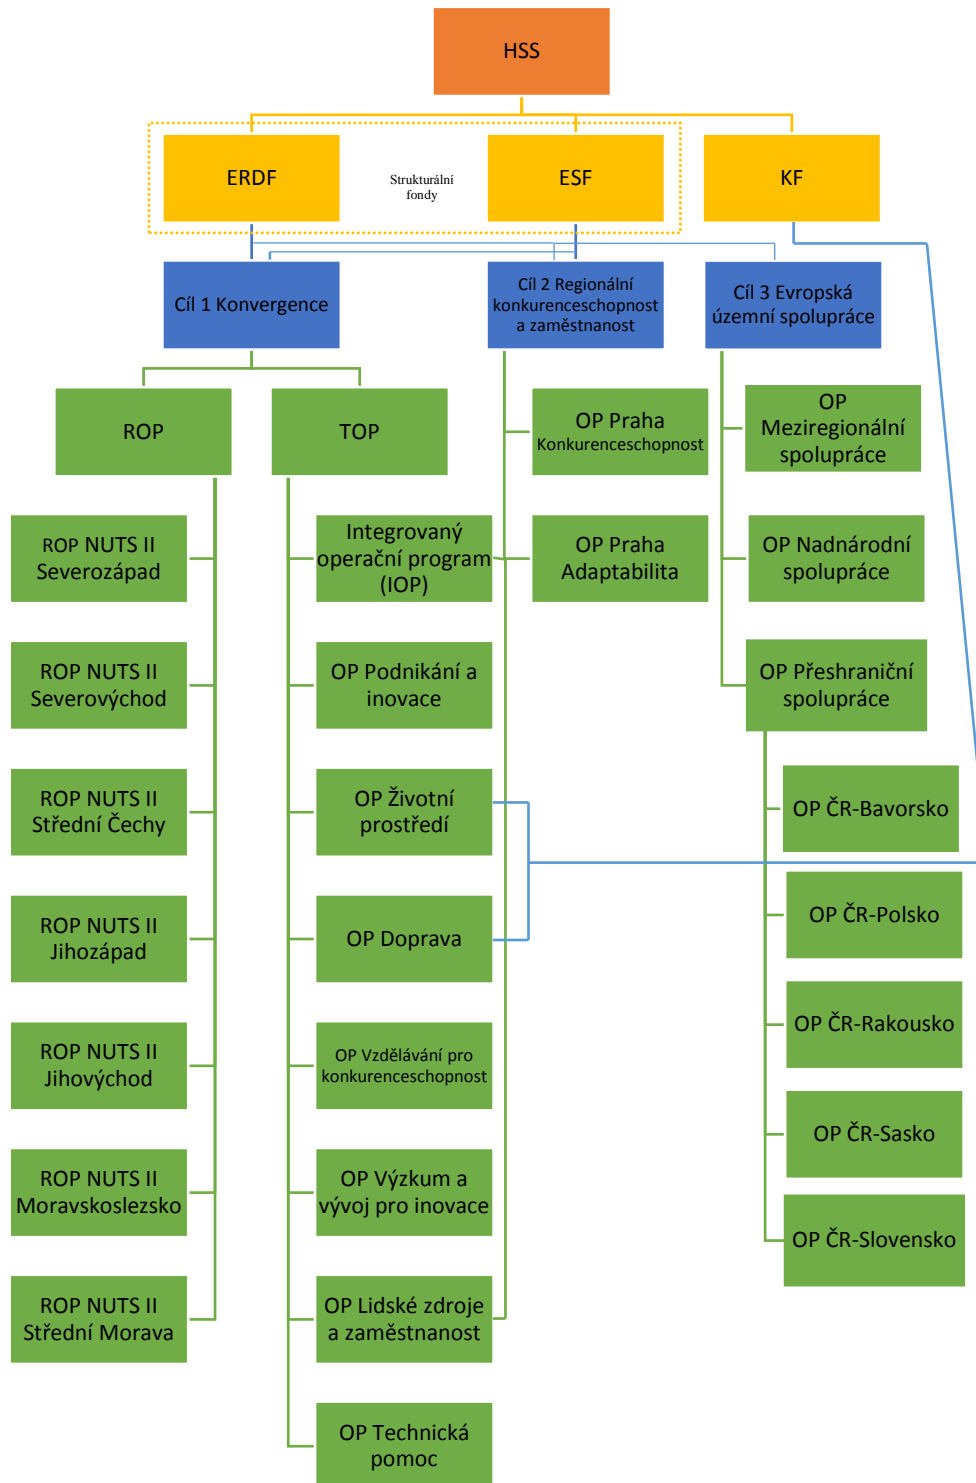 HSS
ERDF
Strukturální
fondy
ESF
KF
Cíl 1 Konvergence
Cíl 2 Regionální
konkurenceschopnost
a zaměstnanost
Cíl 3 Evropská
územní spolupráce
ROP
TOP
OP Praha
Konkurenceschopnost
OP
Meziregionální
spolupráce
ROP NUTS II
Severozápad
Integrovaný
operační program
(IOP)
OP Praha
Adaptabilita
OP Nadnárodní
spolupráce
ROP NUTS II
Severovýchod
OP Podnikání a
inovace
OP Přeshraniční
spolupráce
ROP NUTS II
Střední Čechy
OP Životní
prostředí
OP ČR-Bavorsko
ROP NUTS II
Jihozápad
OP Doprava
OP ČR-Polsko
ROP NUTS II
Jihovýchod
OP Vzdělávání pro
konkurenceschopnost
OP ČR-Rakousko
ROP NUTS II
Moravskoslezsko
OP Výzkum a
vývoj pro inovace
OP ČR-Sasko
OP ČR-Slovensko
ROP NUTS II
Střední Morava
OP Lidské zdroje
a zaměstnanost
OP Technická
pomoc